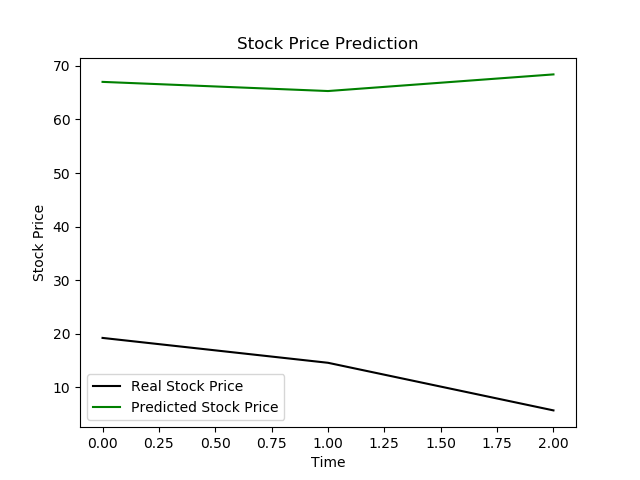 Stock Price Prediction
70
60
50
40
30
20
10
Stock Price
Real Stock Price
Predicted Stock Price
0.00 0.25 0.50 0.75 1.00 1.25 1.50 1.75 2.00
Time